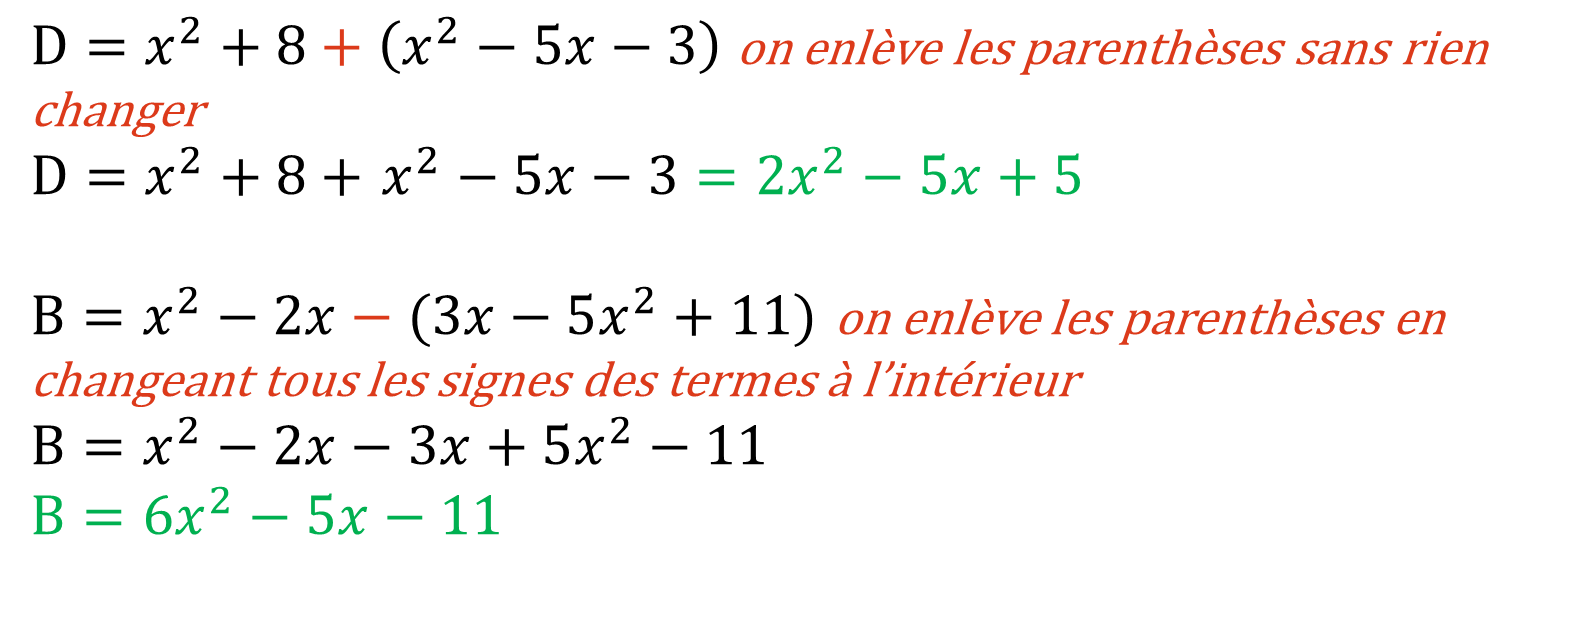 D = x² + 8 + (x² − 5x − 3) on enlève les parenthèses sans rien
changer
D = x² + 8 + x² − 5x − 3 = 2x² − 5x + 5
B = x² − 2x − (3x − 5x² + 11) on enlève les parenthèses en
changeant tous les signes des termes à l’intérieur
B = x² − 2x − 3x + 5x² − 11
B = 6x² − 5x − 11